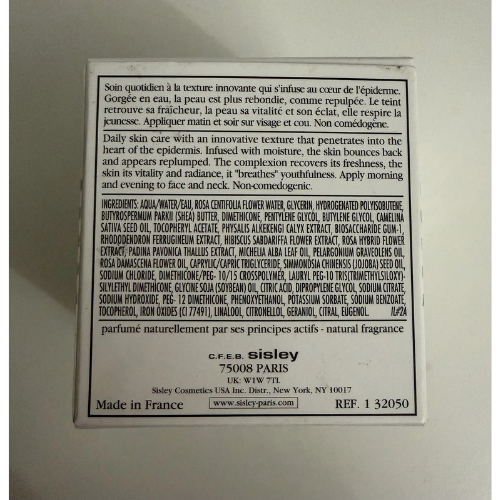 Soin quotidien à la texture innovante qui s'infuse au cœur de l'épiderme.
Gorgée en eau, la peau est plus rebondie, comme repulpée. Le teint
retrouve sa fraîcheur, la peau sa vitalité et son éclat, elle respire la
jeunesse. Appliquer matin et soir sur visage et cou. Non comédogène.
Daily skin care with an innovative texture that penetrates into the
heart of the epidermis. Infused with moisture, the skin bounces back
and appears replumped. The complexion recovers its freshness, the
skin its vitality and radiance, it "breathes" youthfulness. Apply morning
and evening to face and neck. Non-comedogenic.
INGREDIENTS: AQUA/WATER/EAU, ROSA CENTIFOLIA FLOWER WATER, GLYCERIN, HYDROGENATED POLYISOBUTENE,
BUTYROSPERMUM PARKII (SHEA) BUTTER, DIMETHICONE, PENTYLENE GLYCOL, BUTYLENE GLYCOL, CAMELINA
SATIVA SEED OIL, TOCOPHERYL ACETATE, PHYSALIS ALKEKENGI CALYX EXTRACT, BIOSACCHARIDE GUM-1,
RHODODENDRON FERRUGINEUM EXTRACT, HIBISCUS SABDARIFFA FLOWER EXTRACT, ROSA HYBRID FLOWER
EXTRACT, PADINA PAVONICA THALLUS EXTRACT, MICHELIA ALBA LEAF OIL, PELARGONIUM GRAVEOLENS OIL,
ROSA DAMASCENA FLOWER OIL, CAPRYLIC/CAPRIC TRIGLYCERIDE, SIMMONDSIA CHINENSIS (JOJOBA) SEED OIL,
SODIUM CHLORIDE, DIMETHICONE/PEG- 10/15 CROSSPOLYMER, LAURYL PEG-10 TRIS(TRIMETHYLSILOXY)-
SILYLETHYL DIMETHICONE, GLYCINE SOJA (SOYBEAN) OIL, CITRIC ACID, DIPROPYLENE GLYCOL, SODIUM CITRATE,
SODIUM HYDROXIDE, PEG- 12 DIMETHICONE, PHENOXYETHANOL, POTASSIUM SORBATE, SODIUM BENZOATE,
TOCOPHEROL, IRON OXIDES (CI 77491), LINALOOL, CITRONELLOL, GERANIOL, CITRAL, EUGENOL. IL#2A
parfumé naturellement par ses principes actifs - natural fragrance
C.F.E.B. sisley
75008 PARIS
UK: W1W 7TL
Sisley Cosmetics USA Inc. Distr., New York, NY 10017
Made in France www.sisley-paris.com REF. 1 32050